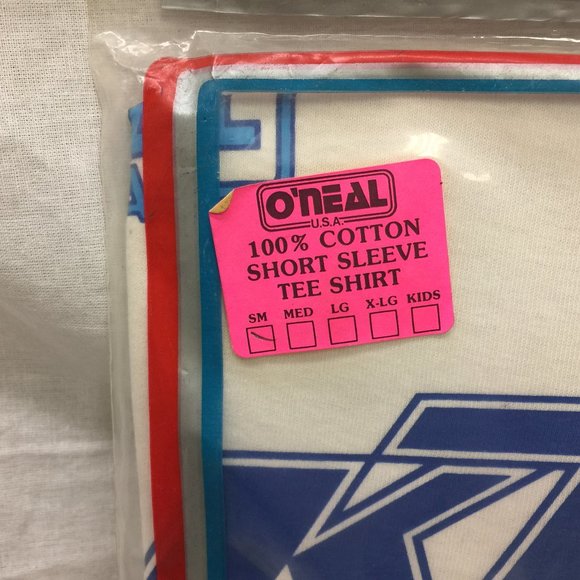 O'NEAL
U.S.A.
100% COTTON
SHORT SLEEVE
TEE SHIRT
SM MED LG X-LG KIDS